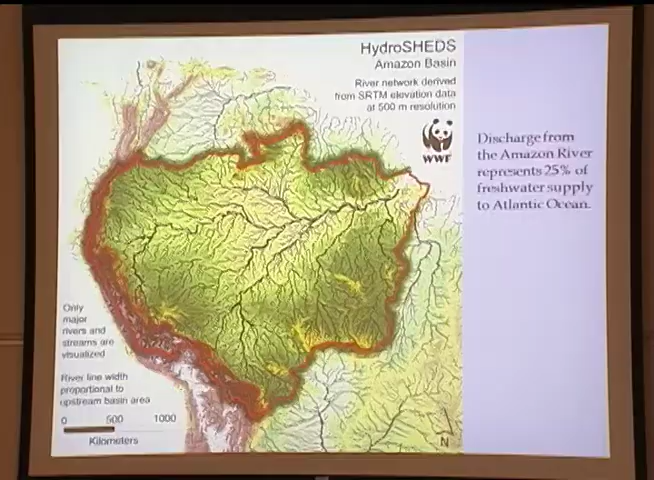 HydroSHEDS
Amazon Basin
River network derived
from SRTM elevation data
at 500 m resolution
WWF
Discharge from
the Amazon River
represents 25% of
freshwater supply
to Atlantic Ocean.
Only
major
rivers and
streams are
visualized
River line width
proportional to
upstream basin area
0 500 1000
Kilometers
N